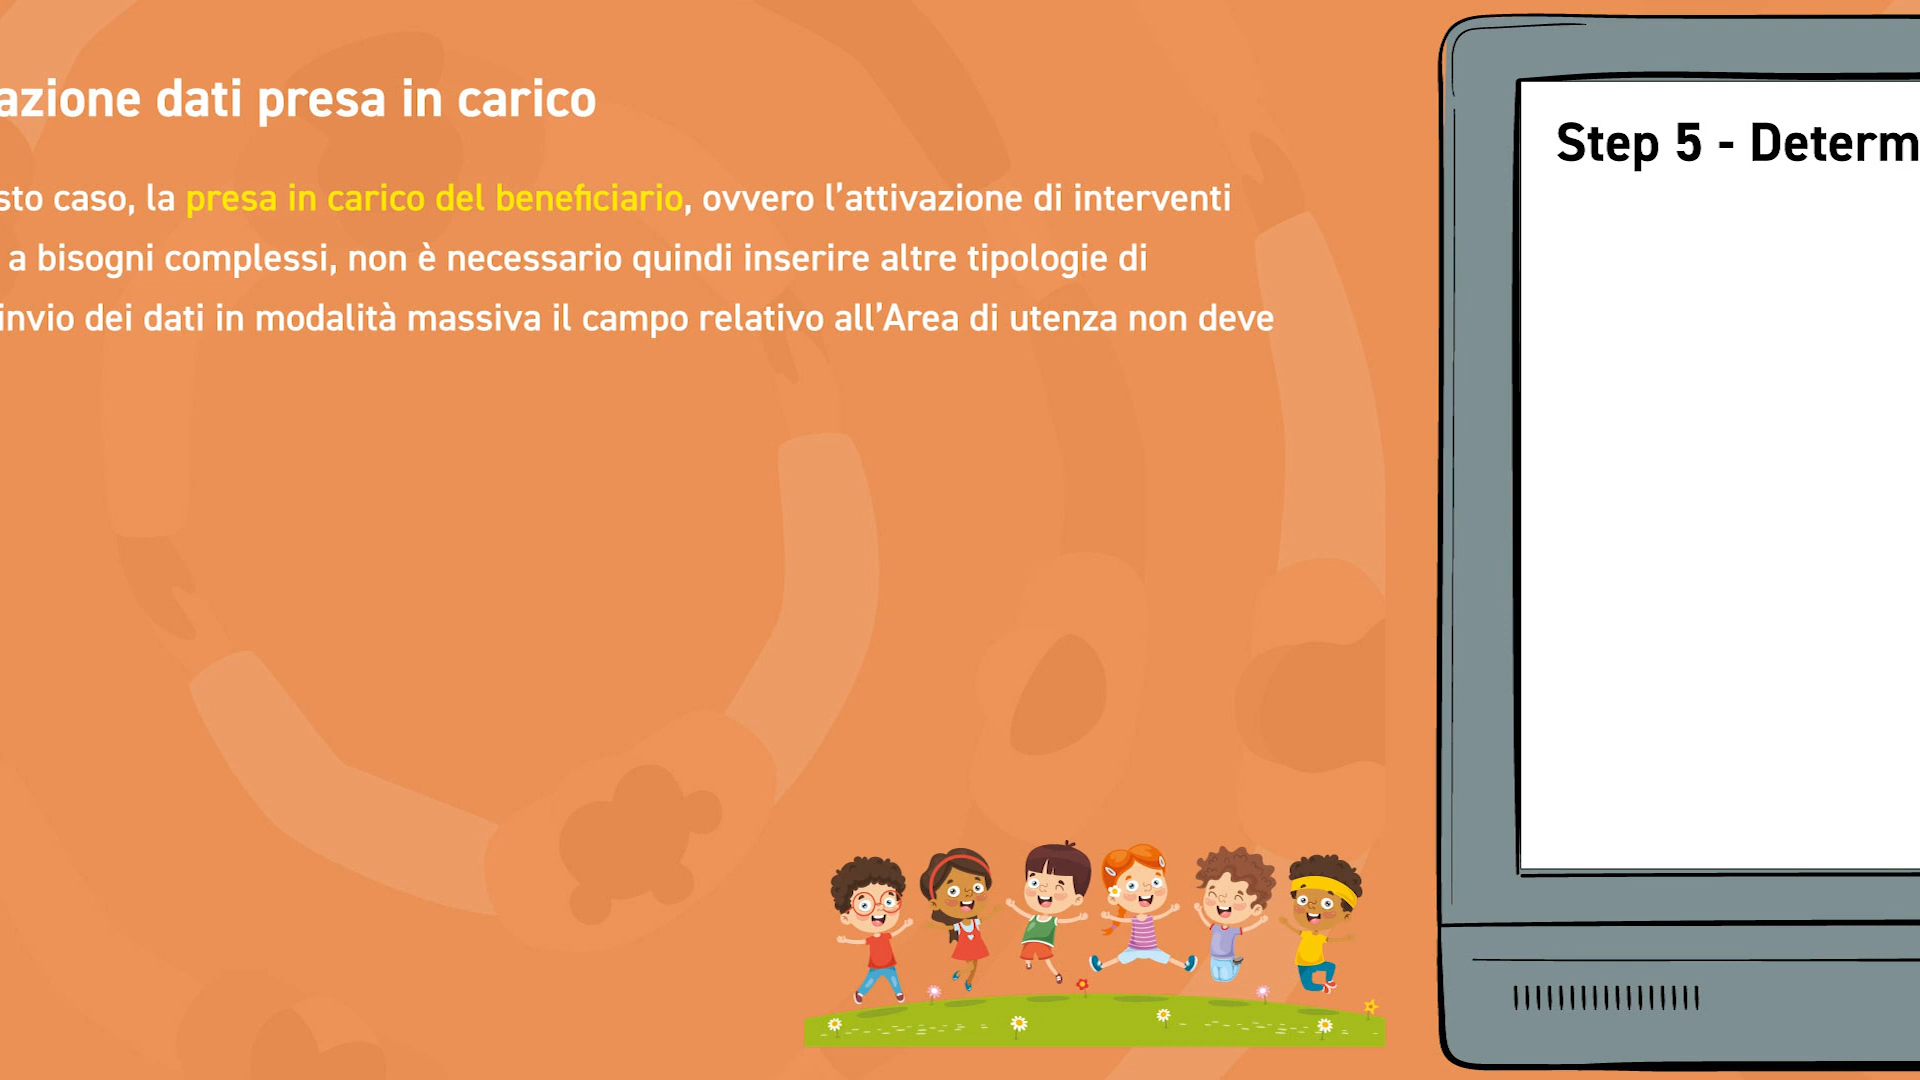 azione dati presa in carico
sto caso, la presa in carico del beneficiario, ovvero l’attivazione di interventi
a bisogni complessi, non è necessario quindi inserire altre tipologie di
invio dei dati in modalità massiva il campo relativo all’Area di utenza non deve
Step 5 - Determ